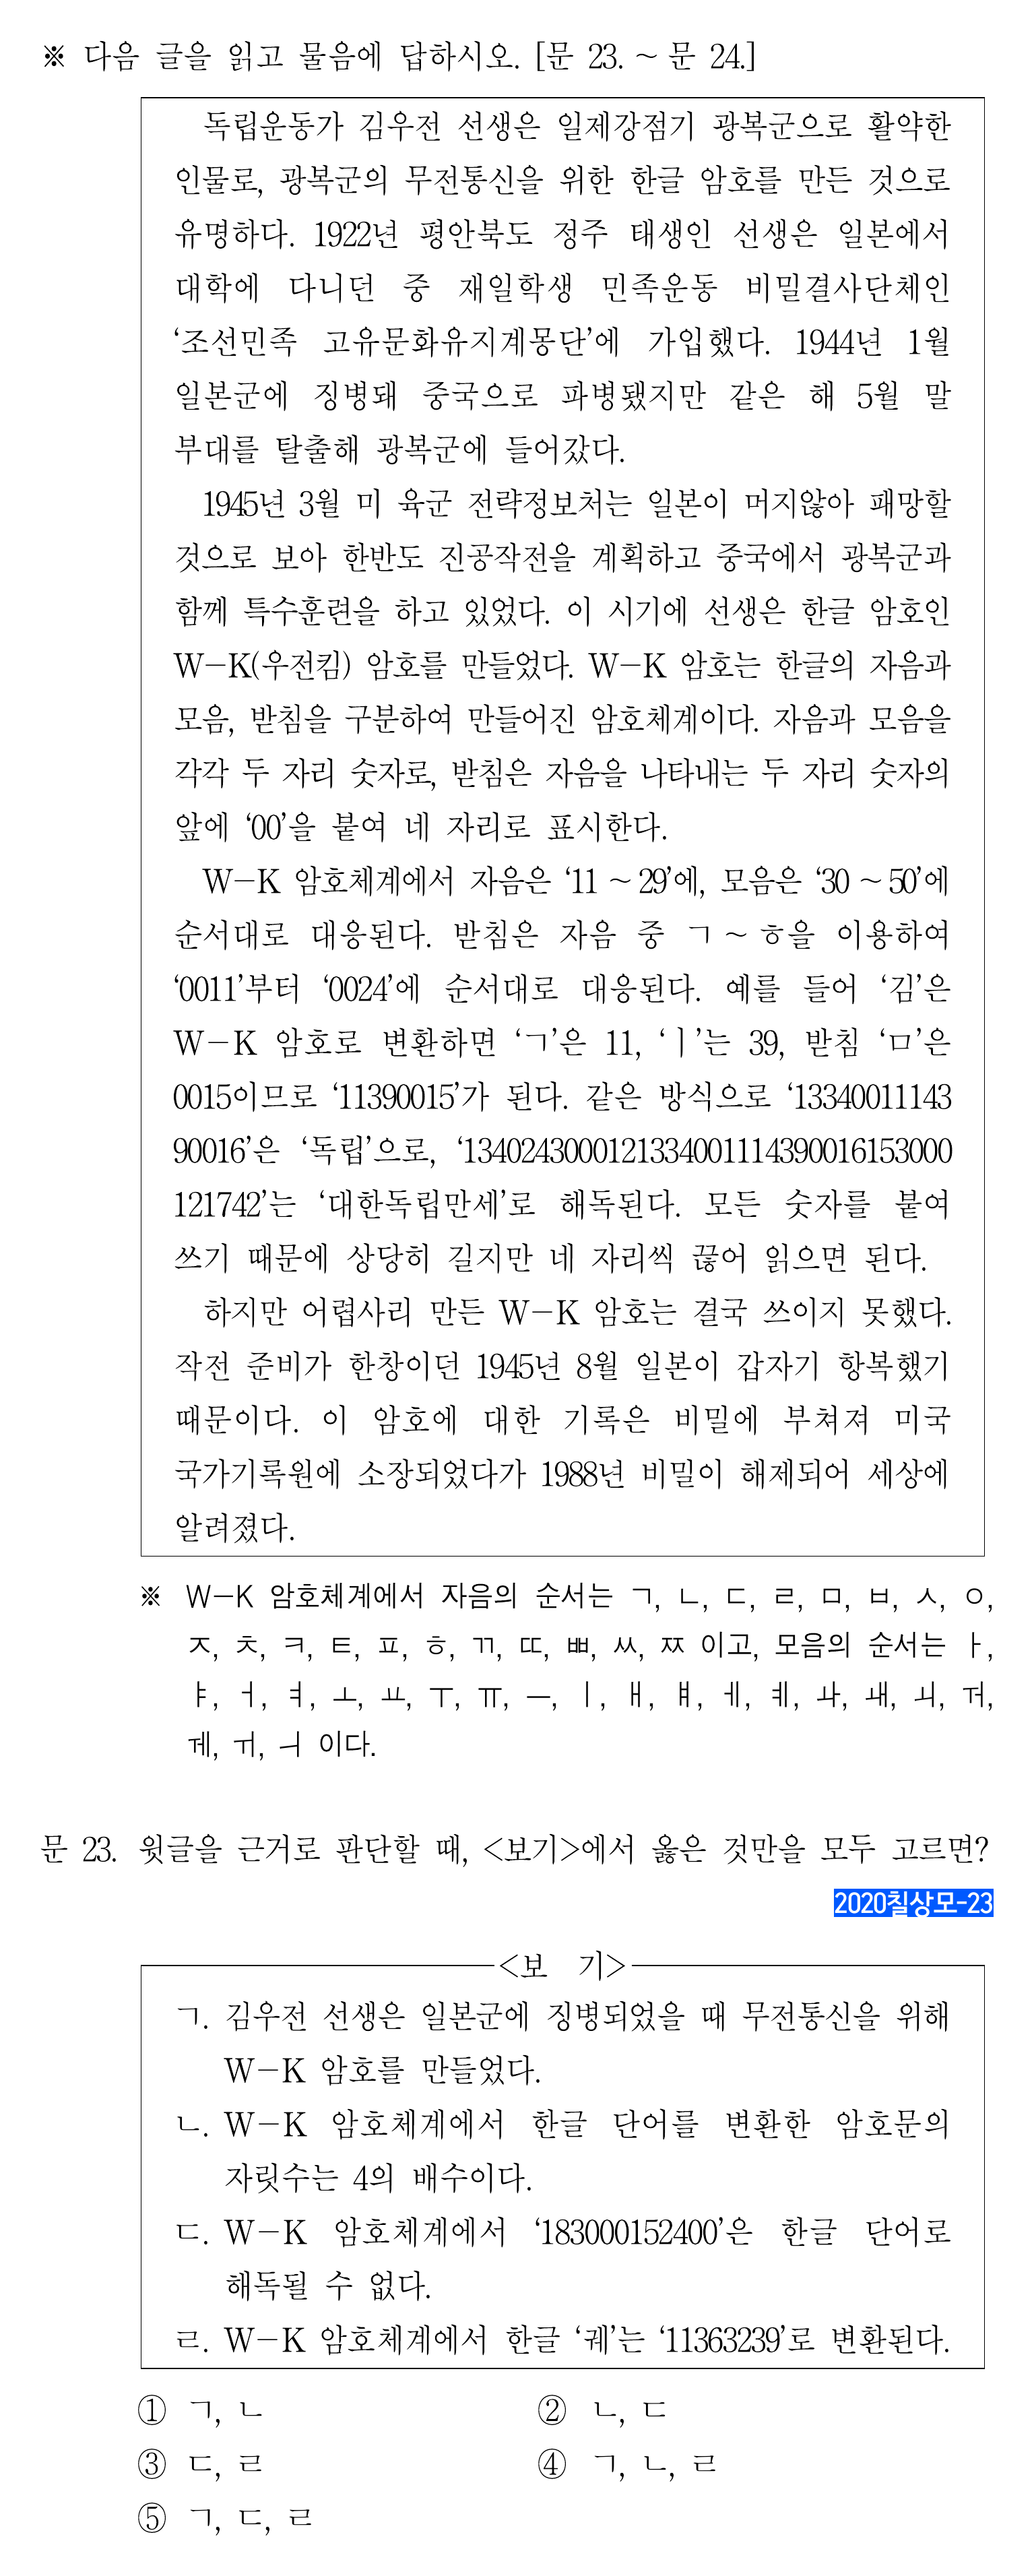 ※ 다음 글을 읽고 물음에 답하시오. [문 23. ~ 문 24.]
독립운동가 김우전 선생은 일제강점기 광복군으로 활약한
인물로, 광복군의 무전통신을 위한 한글 암호를 만든 것으로
유명하다. 1922년 평안북도 정주 태생인 선생은 일본에서
대학에 다니던 중 재일학생 민족운동 비밀결사단체인
‘조선민족 고유문화유지계몽단’에 가입했다. 1944년 1월
일본군에 징병돼 중국으로 파병됐지만 같은 해 5월 말
부대를 탈출해 광복군에 들어갔다.
1945년 3월 미 육군 전략정보처는 일본이 머지않아 패망할
것으로 보아 한반도 진공작전을 계획하고 중국에서 광복군과
함께 특수훈련을 하고 있었다. 이 시기에 선생은 한글 암호인
W-K(우전킴) 암호를 만들었다. W-K 암호는 한글의 자음과
모음, 받침을 구분하여 만들어진 암호체계이다. 자음과 모음을
각각 두 자리 숫자로, 받침은 자음을 나타내는 두 자리 숫자의
앞에 ‘00’을 붙여 네 자리로 표시한다.
W-K 암호체계에서 자음은 ‘11 ~ 29’에, 모음은 ‘30 ~ 50’에
순서대로 대응된다. 받침은 자음 중 ㄱ ~ ㅎ을 이용하여
‘0011’부터 ‘0024’에 순서대로 대응된다. 예를 들어 ‘김’은
W-K 암호로 변환하면 ‘ㄱ’은 11, ‘ㅣ’는 39, 받침 ‘ㅁ’은
0015이므로 ‘11390015’가 된다. 같은 방식으로 ‘13340011143
90016’은 ‘독립’으로, ‘1340243000121334001114390016153000
121742’는 ‘대한독립만세’로 해독된다. 모든 숫자를 붙여
쓰기 때문에 상당히 길지만 네 자리씩 끊어 읽으면 된다.
하지만 어렵사리 만든 W-K 암호는 결국 쓰이지 못했다.
작전 준비가 한창이던 1945년 8월 일본이 갑자기 항복했기
때문이다. 이 암호에 대한 기록은 비밀에 부쳐져 미국
국가기록원에 소장되었다가 1988년 비밀이 해제되어 세상에
알려졌다.
※ W-K 암호체계에서 자음의 순서는 ㄱ, ㄴ, ㄷ, ㄹ, ㅁ, ㅂ, ㅅ, ㅇ,
ㅈ, ㅊ, ㅋ, ㅌ, ㅍ, ㅎ, ㄲ, ㄸ, ㅃ, ㅆ, ㅉ 이고, 모음의 순서는 ㅏ,
ㅑ, ㅓ, ㅕ, ㅗ, ㅛ, ㅜ, ㅠ, ㅡ, ㅣ, ㅐ, ㅒ, ㅔ, ㅖ, ㅘ, ㅙ, ㅚ, ㅝ,
ㅞ, ㅟ, ㅢ 이다.
문 23. 윗글을 근거로 판단할 때, <보기>에서 옳은 것만을 모두 고르면?
2020칠상모-23
<보 기>
ㄱ. 김우전 선생은 일본군에 징병되었을 때 무전통신을 위해
W-K 암호를 만들었다.
ㄴ. W-K 암호체계에서 한글 단어를 변환한 암호문의
자릿수는 4의 배수이다.
ㄷ. W-K 암호체계에서 ‘183000152400’은 한글 단어로
해독될 수 없다.
ㄹ. W-K 암호체계에서 한글 ‘궤’는 ‘11363239’로 변환된다.
① ㄱ, ㄴ
② ㄴ, ㄷ
③ ㄷ, ㄹ
④ ㄱ, ㄴ, ㄹ
⑤ ㄱ, ㄷ, ㄹ